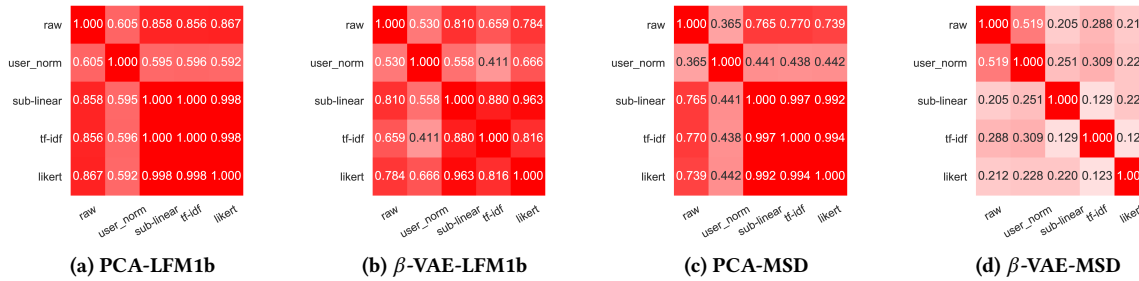 raw 1.000 0.605 0.858 0.856 0.867
user_norm 0.605 1.000 0.595 0.596 0.592
sub-linear 0.858 0.595 1.000 1.000 0.998
tf-idf 0.856 0.596 1.000 1.000 0.998
likert 0.867 0.592 0.998 0.998 1.000
raw user_norm sub-linear tf-idf likert
(a) PCA-LFM1b
raw 1.000 0.530 0.810 0.659 0.784
user_norm 0.530 1.000 0.558 0.411 0.666
sub-linear 0.810 0.558 1.000 0.880 0.963
tf-idf 0.659 0.411 0.880 1.000 0.816
likert 0.784 0.666 0.963 0.816 1.000
raw user_norm sub-linear tf-idf likert
(b) β-VAE-LFM1b
raw 1.000 0.365 0.765 0.770 0.739
user_norm 0.365 1.000 0.441 0.438 0.442
sub-linear 0.765 0.441 1.000 0.997 0.992
tf-idf 0.770 0.438 0.997 1.000 0.994
likert 0.739 0.442 0.992 0.994 1.000
raw user_norm sub-linear tf-idf likert
(c) PCA-MSD
raw 1.000 0.519 0.205 0.288 0.21
user_norm 0.519 1.000 0.251 0.309 0.22
sub-linear 0.205 0.251 1.000 0.129 0.22
tf-idf 0.288 0.309 0.129 1.000 0.12
likert 0.212 0.228 0.220 0.123 1.00
raw user_norm sub-linear tf-idf likert
(d) β-VAE-MSD